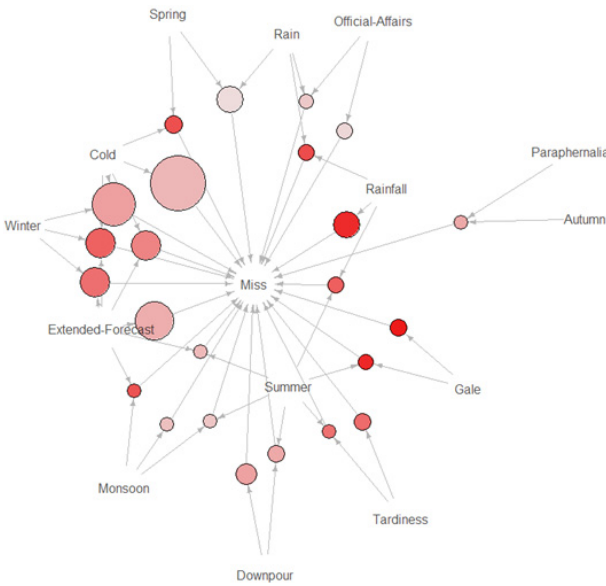 Spring
Official-Affairs
Rain
Paraphernalia
Cold
Rainfall
Autumn
Winter
Miss
Extended-Forecast
Summer
Gale
Monsoon
Tardiness
Downpour